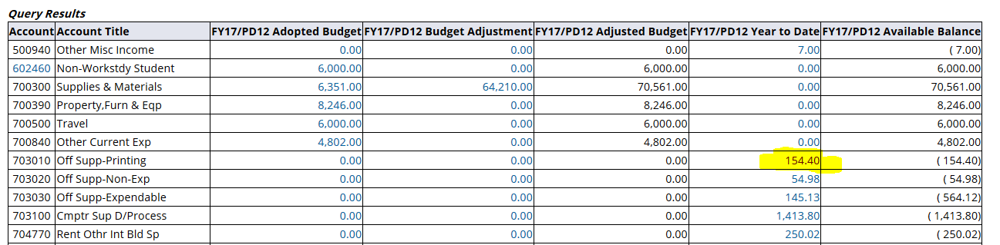 Query Results
Account Account Title FY17/PD12 Adopted Budget FY17/PD12 Budget Adjustment FY17/PD12 Adjusted Budget FY17/PD12 Year to Date FY17/PD12 Available Balance
500940 Other Misc Income 0.00 0.00 0.00 7.00 ( 7.00)
602460 Non-Workstdy Student 6,000.00 0.00 6,000.00 0.00 6,000.00
700300 Supplies & Materials 6,351.00 64,210.00 70,561.00 0.00 70,561.00
700390 Property,Furn & Eqp 8,246.00 0.00 8,246.00 0.00 8,246.00
700500 Travel 6,000.00 0.00 6,000.00 0.00 6,000.00
700840 Other Current Exp 4,802.00 0.00 4,802.00 0.00 4,802.00
703010 Off Supp-Printing 0.00 0.00 0.00 154.40 ( 154.40)
703020 Off Supp-Non-Exp 0.00 0.00 0.00 54.98 ( 54.98)
703030 Off Supp-Expendable 0.00 0.00 0.00 145.13 ( 564.12)
703100 Cmptr Sup D/Process 0.00 0.00 0.00 1,413.80 ( 1,413.80)
704770 Rent Othr Int Bld Sp 0.00 0.00 0.00 250.02 ( 250.02)